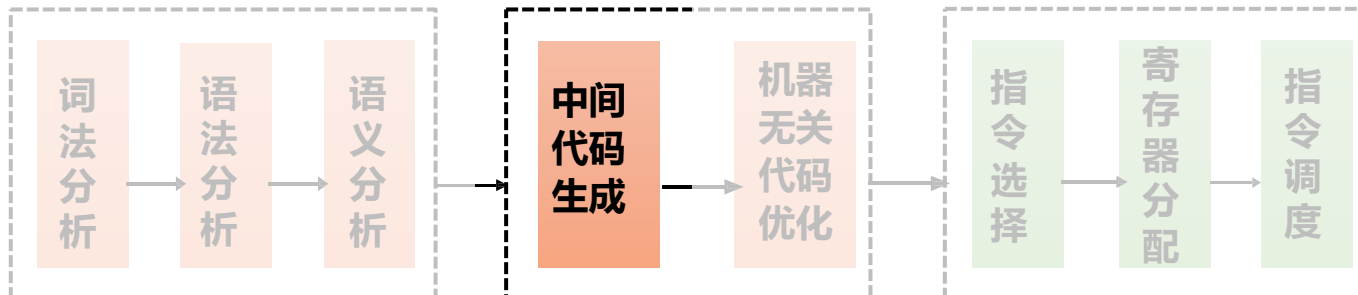 词法分析
语法分析
语义分析
中间
代码
生成
机器
无关
代码
优化
指令选择
寄存器分配
指令调度